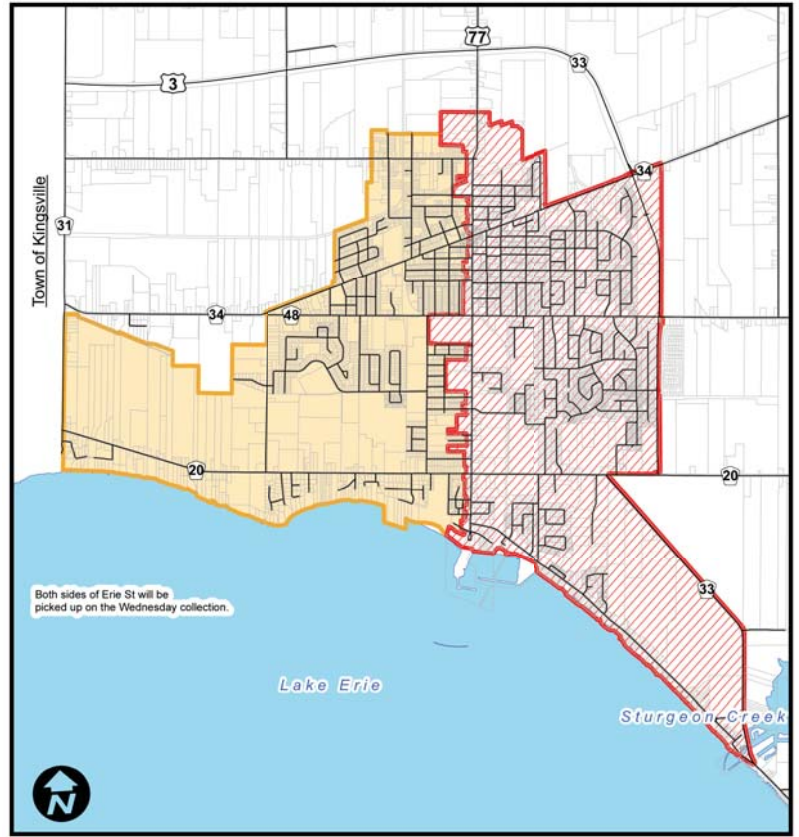 77
33
3
34
Town of Kingsville
31
34
48
20
20
33
Both sides of Erie St will be
picked up on the Wednesday collection.
Lake Erie
Sturgeon Creek
N